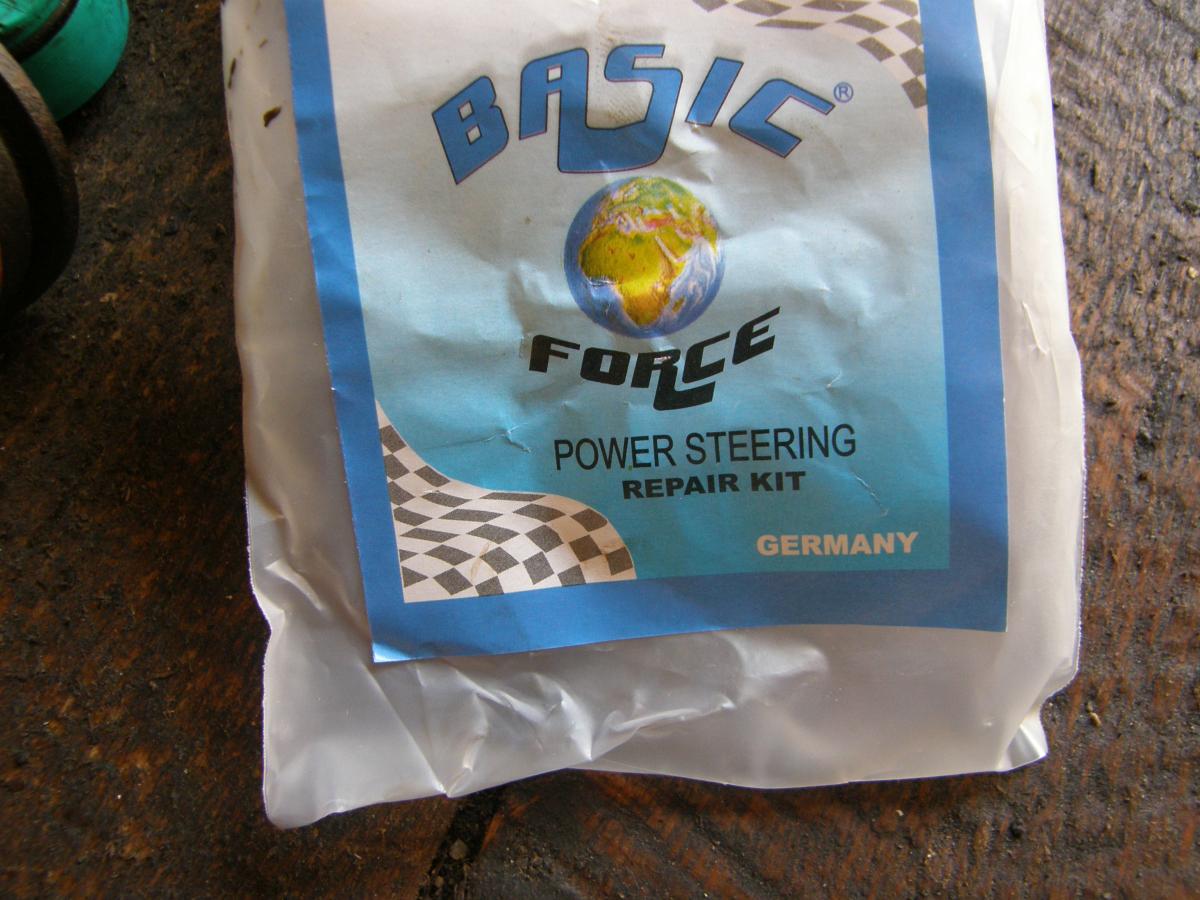 BASIC®
FORCE
POWER STEERING
REPAIR KIT
GERMANY